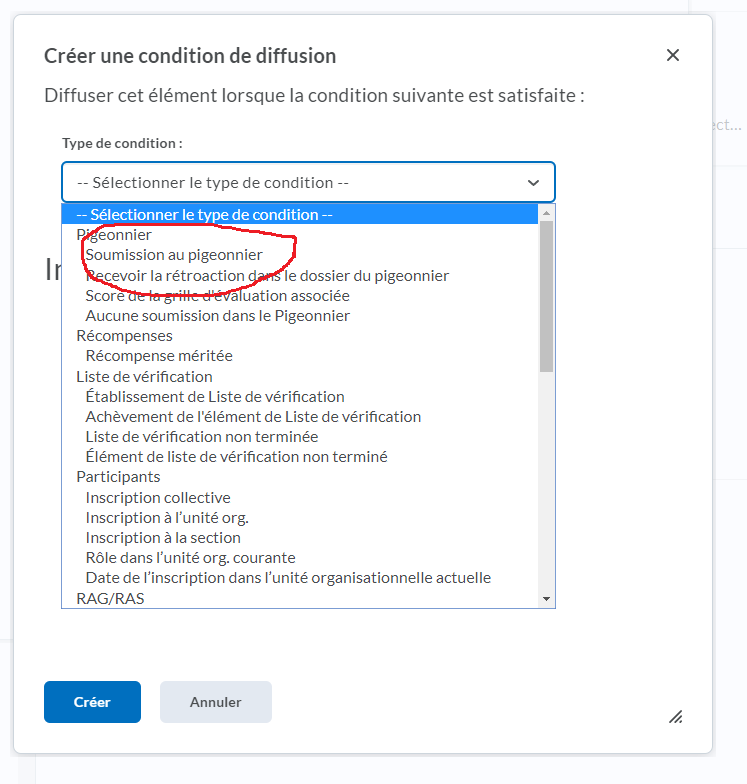 Créer une condition de diffusion
Diffuser cet élément lorsque la condition suivante est satisfaite :
ect...
Type de condition :
-- Sélectionner le type de condition --
-- Sélectionner le type de condition --
Pigeonnier
Soumission au pigeonnier
Recevoir la rétroaction dans le dossier du pigeonnier
Score de la grille d'évaluation associée
Aucune soumission dans le Pigeonnier
Récompenses
Récompense méritée
Liste de vérification
Établissement de Liste de vérification
Achèvement de l'élément de Liste de vérification
Liste de vérification non terminée
Élément de liste de vérification non terminé
Participants
Inscription collective
Inscription à l’unité org.
Inscription à la section
Rôle dans l’unité org. courante
Date de l’inscription dans l’unité organisationnelle actuelle
RAG/RAS
Créer
Annuler